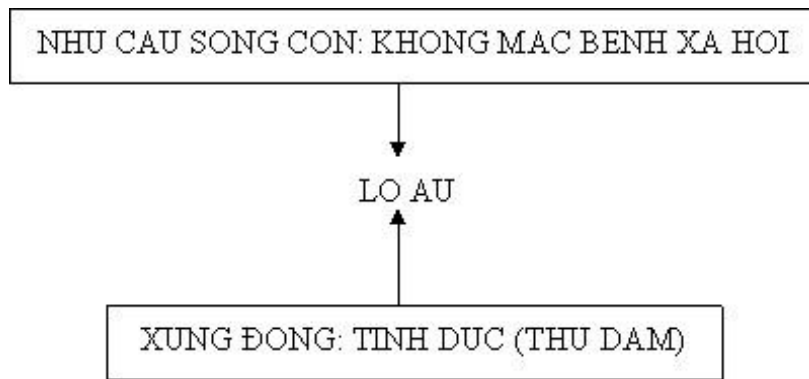 NHU CAU SONG CON: KHONG MAC BENH XA HOI
LO AU
XUNG ĐONG: TINH DUC (THU DAM)